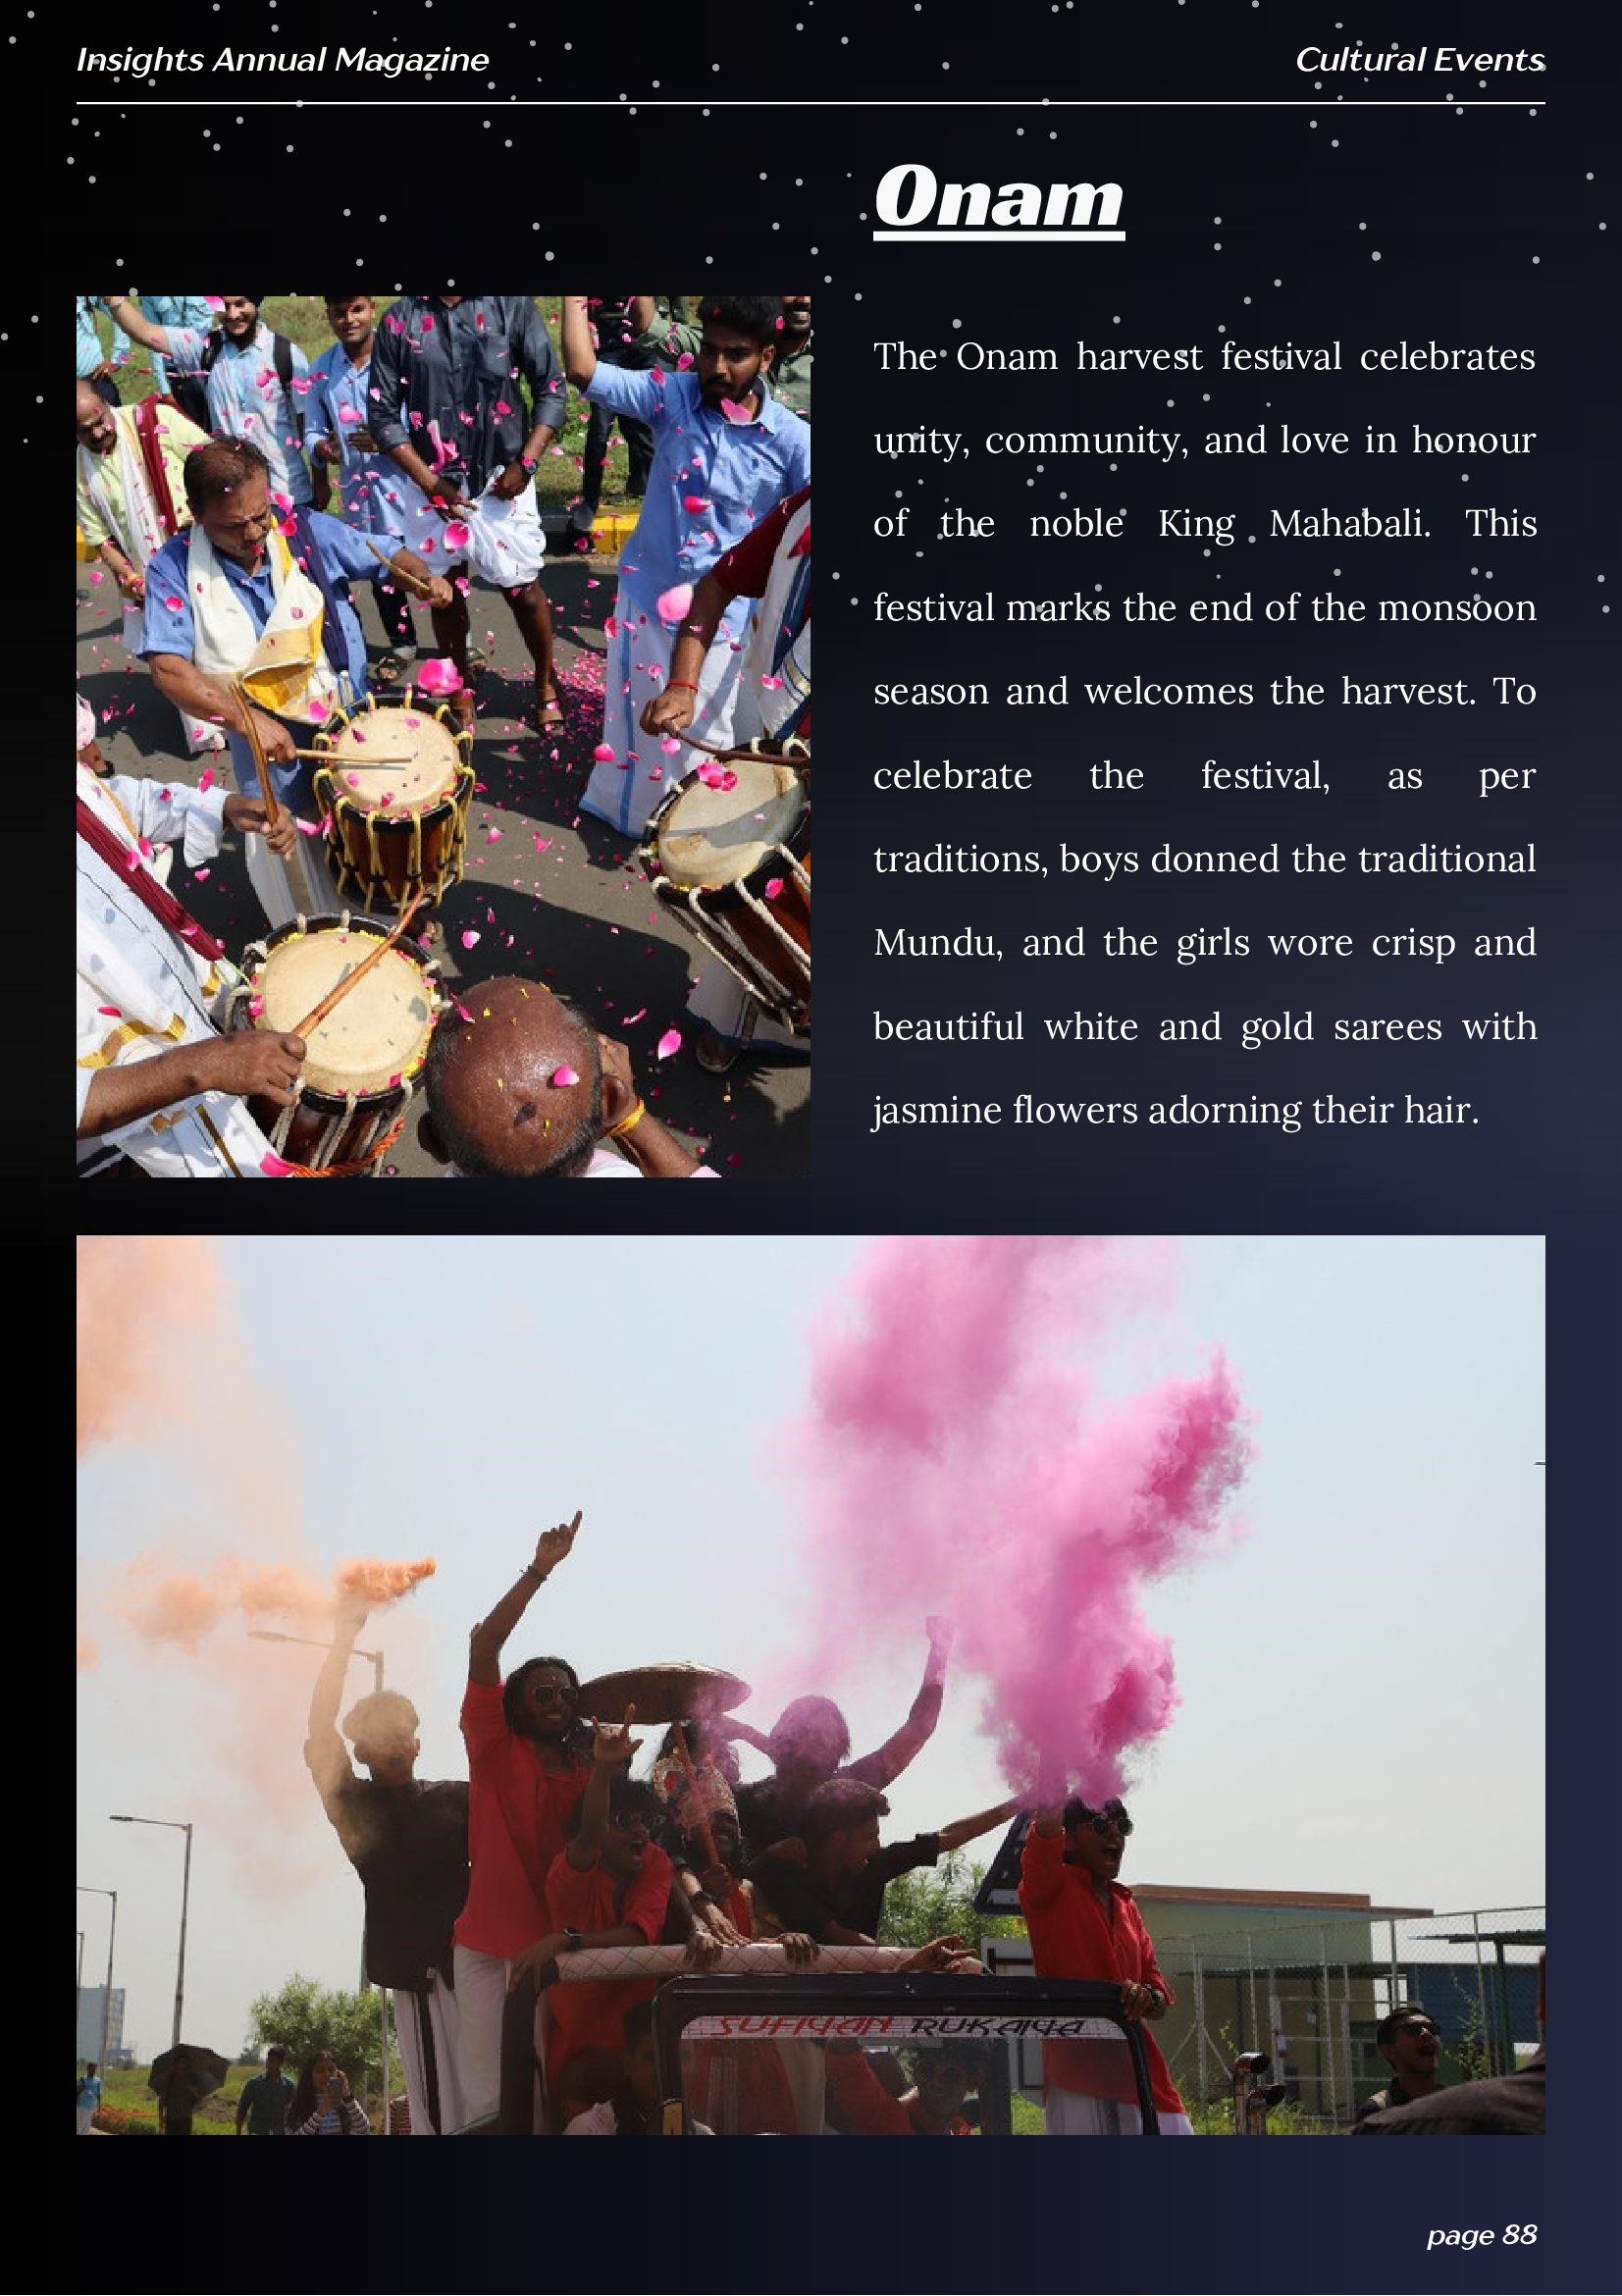 Insights Annual Magazine
Cultural Events
Onam
The Onam harvest festival celebrates
unity, community, and love in honour
of the noble King Mahabali. This
festival marks the end of the monsoon
season and welcomes the harvest. To
celebrate the festival, as per
traditions, boys donned the traditional
Mundu, and the girls wore crisp and
beautiful white and gold sarees with
jasmine flowers adorning their hair.
SUFIYAN RUKAIYA
page 88